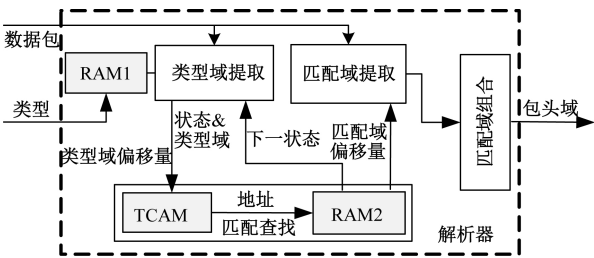 数据包
RAM1
类型域提取
匹配域提取
匹配域组合
类型
包头域
状态&
类型域
下一状态
匹配域
偏移量
类型域偏移量
TCAM
地址
匹配查找
RAM2
解析器